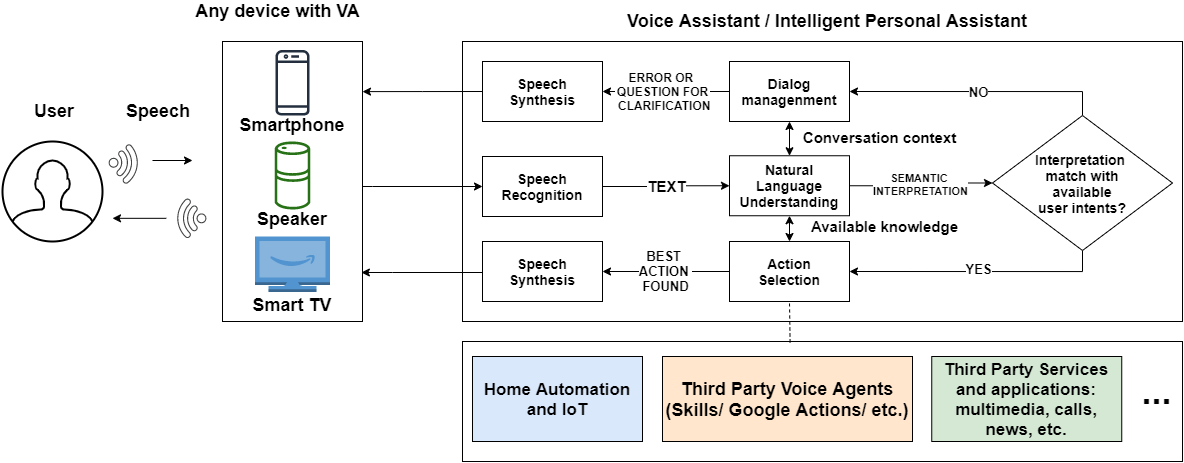 Any device with VA
Voice Assistant / Intelligent Personal Assistant
User
Speech
Smartphone
Speaker
Smart TV
Speech
Synthesis
ERROR OR
QUESTION FOR
CLARIFICATION
Dialog
managenment
NO
Conversation context
Speech
Recognition
TEXT
Natural
Language
Understanding
SEMANTIC
INTERPRETATION
Interpretation
match with
available
user intents?
Available knowledge
Speech
Synthesis
BEST
ACTION
FOUND
Action
Selection
YES
Home Automation
and IoT
Third Party Voice Agents
(Skills/ Google Actions/ etc.)
Third Party Services
and applications:
multimedia, calls,
news, etc.
...